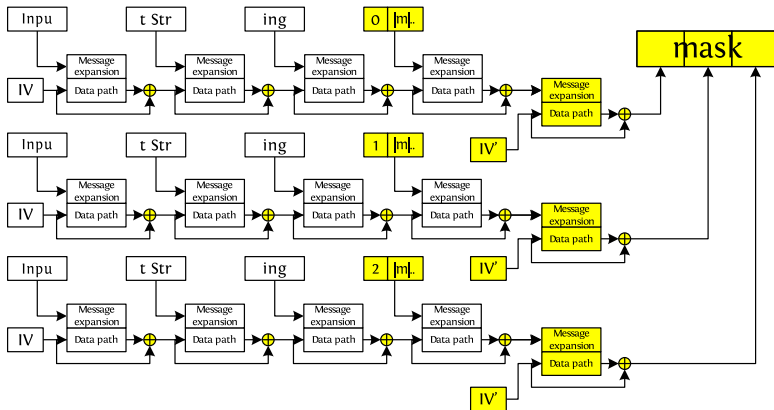 Inpu t Str ing 0 |m|..
mask
Message expansion Message expansion Message expansion Message expansion
IV Data path Data path Data path Data path
Message expansion
Data path
IV'
Inpu t Str ing 1 |m|..
Message expansion Message expansion Message expansion Message expansion
IV Data path Data path Data path Data path
Message expansion
Data path
IV'
Inpu t Str ing 2 |m|..
Message expansion Message expansion Message expansion Message expansion
IV Data path Data path Data path Data path
Message expansion
Data path
IV'